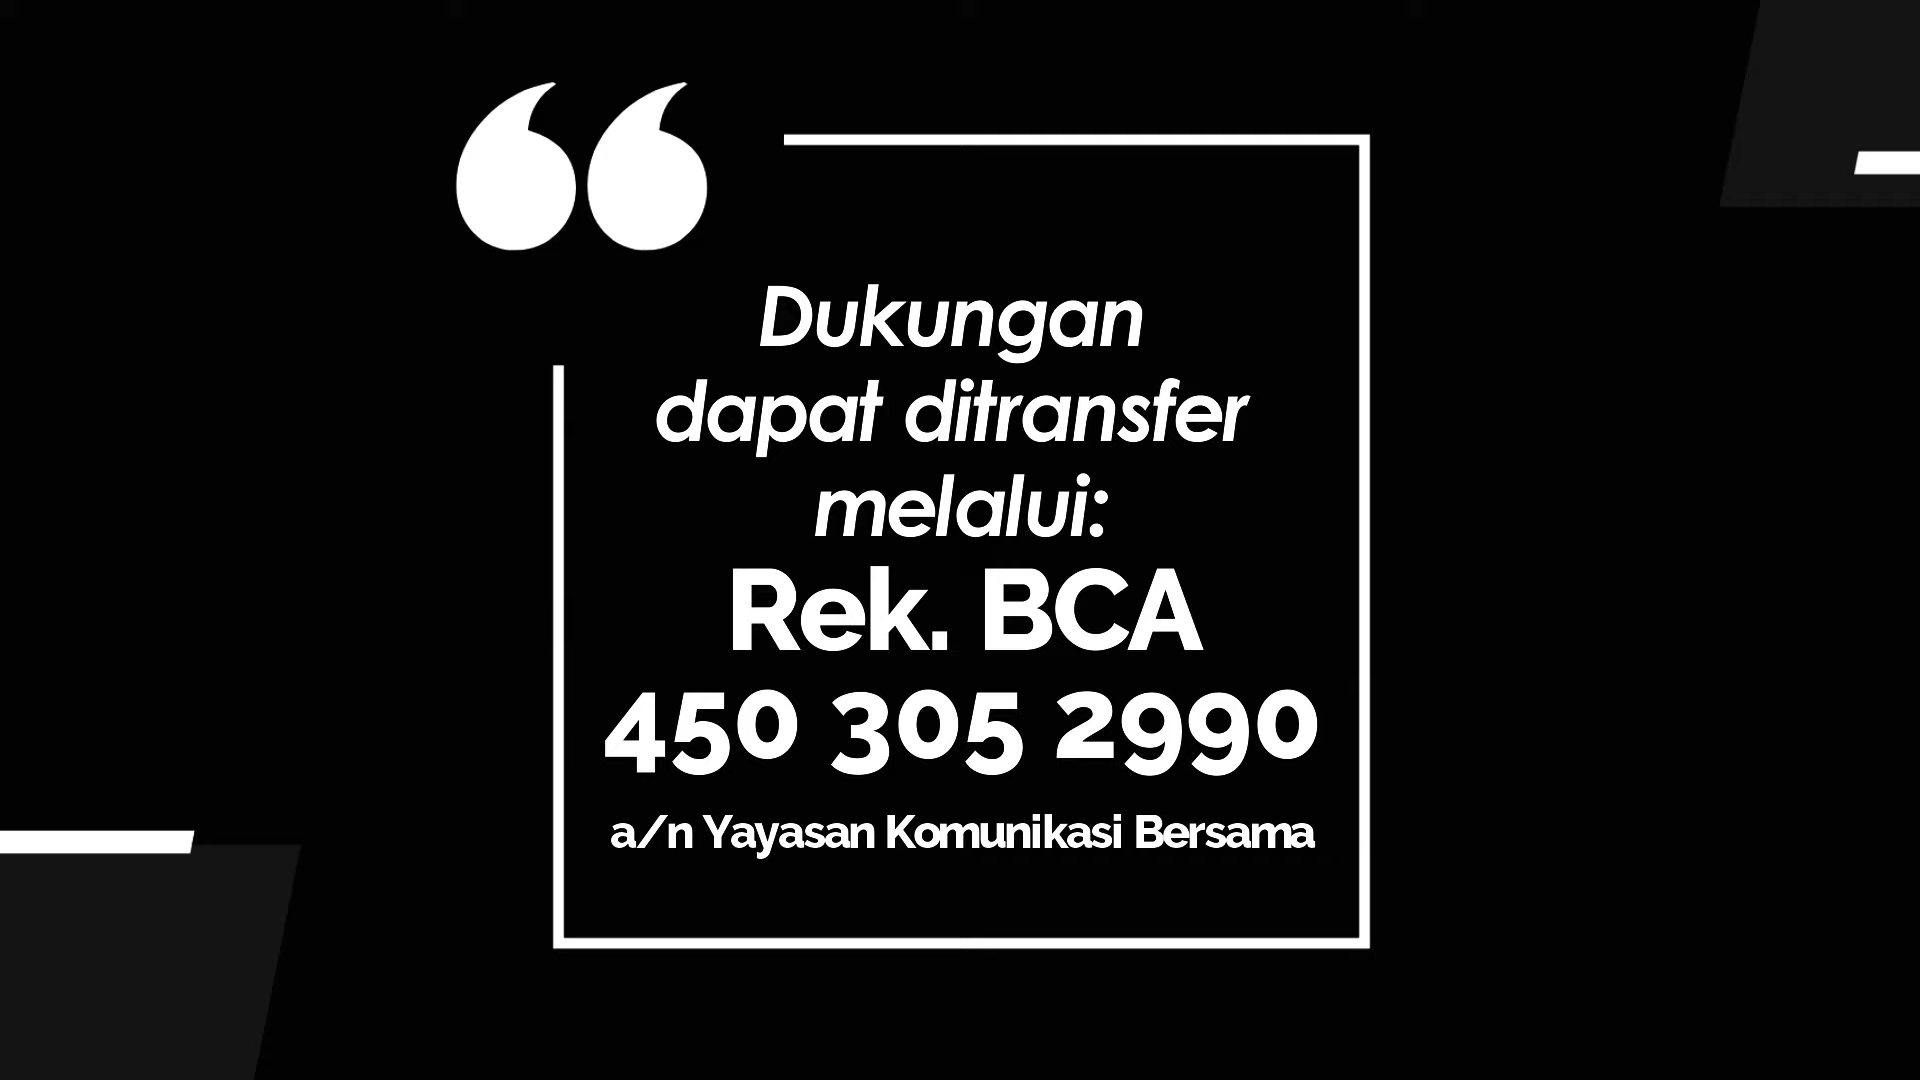 Dukungan
dapat ditransfer
melalui:
Rek. BCA
450 305 2990
a/n Yayasan Komunikasi Bersama